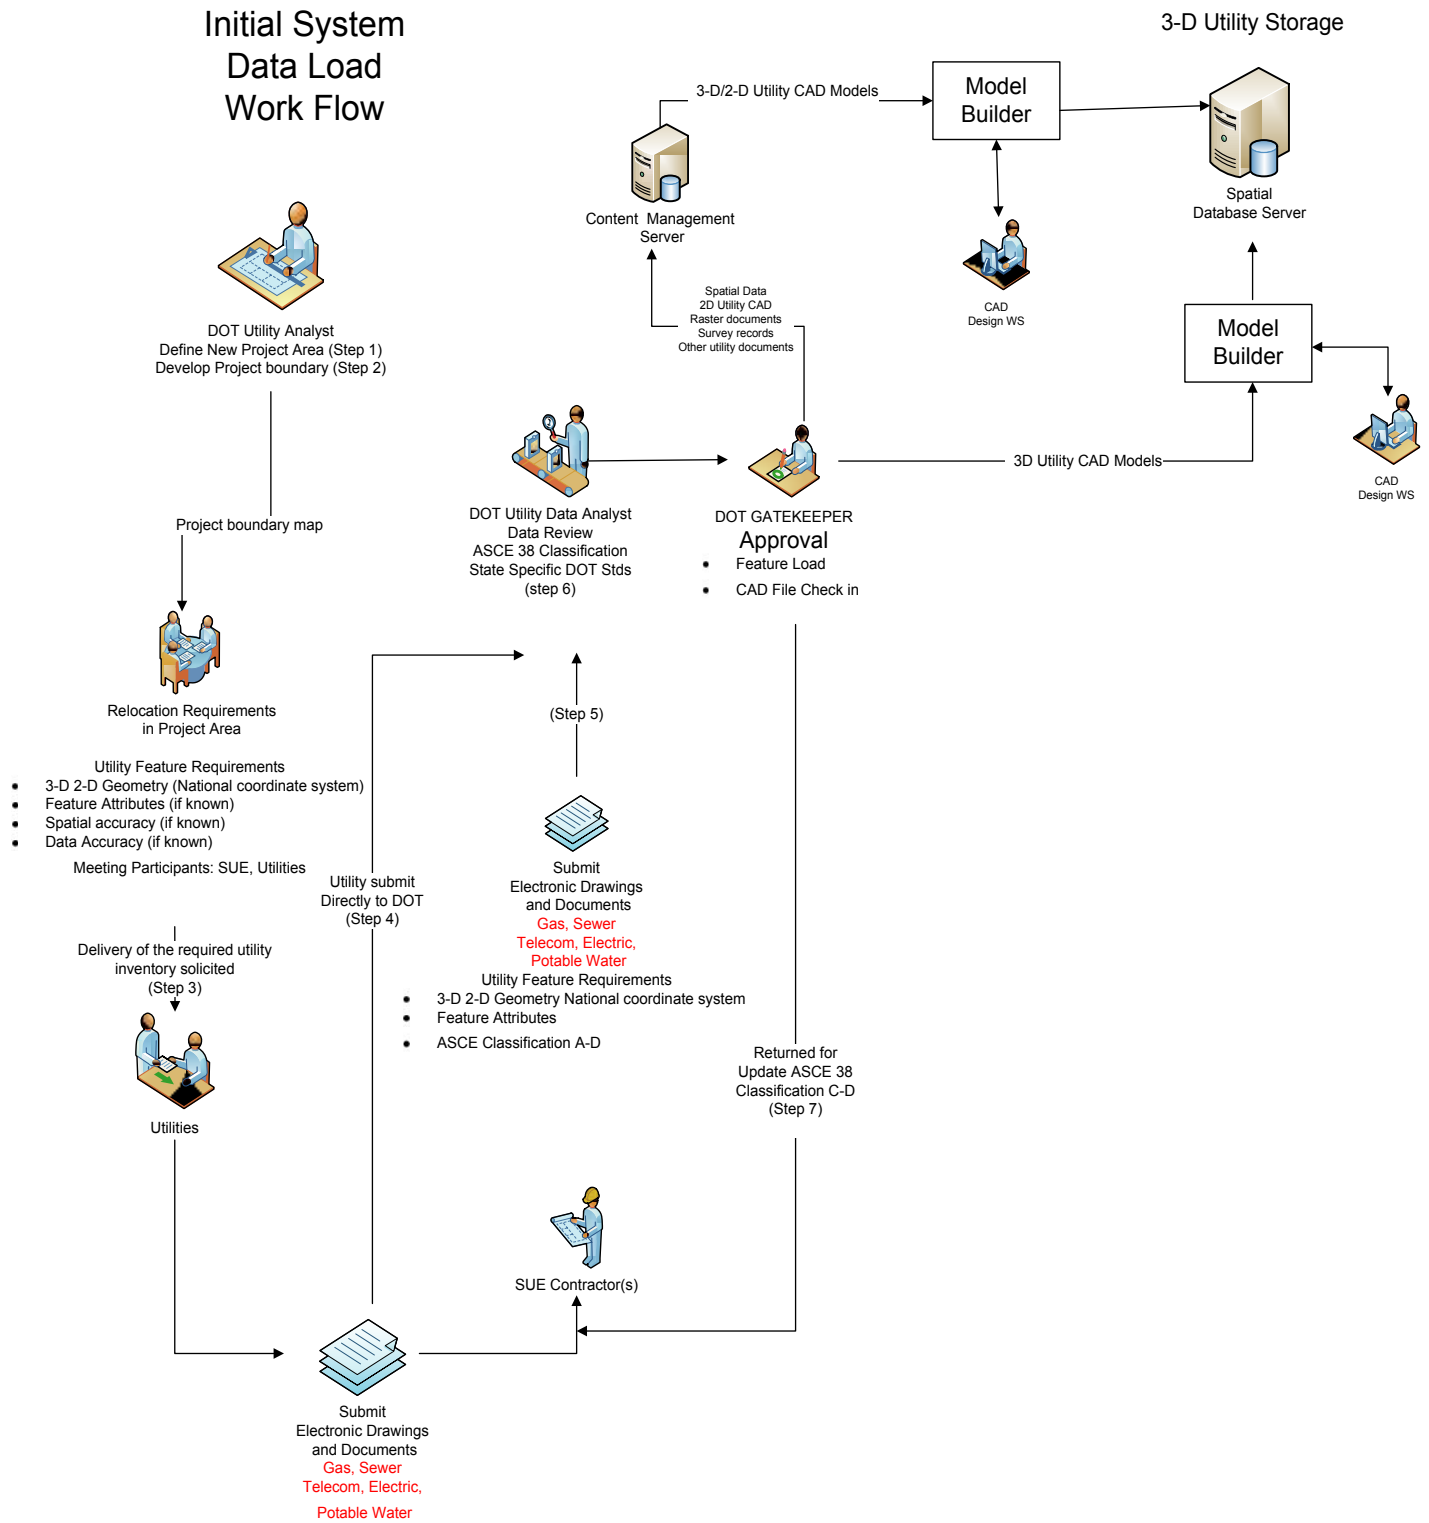 Initial System
Data Load
Work Flow
3-D Utility Storage
3-D/2-D Utility CAD Models
Model
Builder
Content  Management
Server
Spatial
Database Server
CAD
Design WS
Spatial Data
2D Utility CAD
Raster documents
Survey records
Other utility documents
DOT Utility Analyst
Define New Project Area (Step 1)
Develop Project boundary (Step 2)
Model
Builder
CAD
Design WS
3D Utility CAD Models
Project boundary map
DOT Utility Data Analyst
Data Review
ASCE 38 Classification
State Specific DOT Stds
(step 6)
DOT GATEKEEPER
Approval
• Feature Load
• CAD File Check in
Relocation Requirements
in Project Area
Utility Feature Requirements
• 3-D 2-D Geometry (National coordinate system)
• Feature Attributes (if known)
• Spatial accuracy (if known)
• Data Accuracy (if known)
Meeting Participants: SUE, Utilities
(Step 5)
Utility submit
Directly to DOT
(Step 4)
Submit
Electronic Drawings
and Documents
Gas, Sewer
Telecom, Electric,
Potable Water
Utility Feature Requirements
• 3-D 2-D Geometry National coordinate system
• Feature Attributes
• ASCE Classification A-D
Delivery of the required utility
inventory solicited
(Step 3)
Utilities
Returned for
Update ASCE 38
Classification C-D
(Step 7)
SUE Contractor(s)
Submit
Electronic Drawings
and Documents
Gas, Sewer
Telecom, Electric,
Potable Water